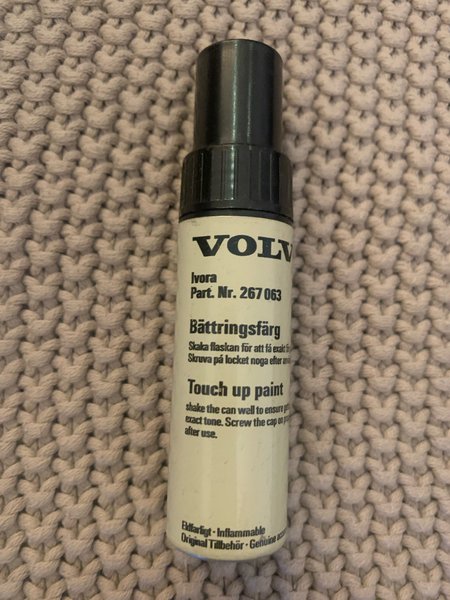 VOLV
Ivora
Part. Nr. 267 063
Bättringsfärg
Skaka flaskan för att få exakt
Skruva på locket noga efter
Touch up paint
shake the can well to ensure
exact tone. Screw the cap on
after use.
Eldfarligt · Inflammable
Original Tillbehör · Genuine